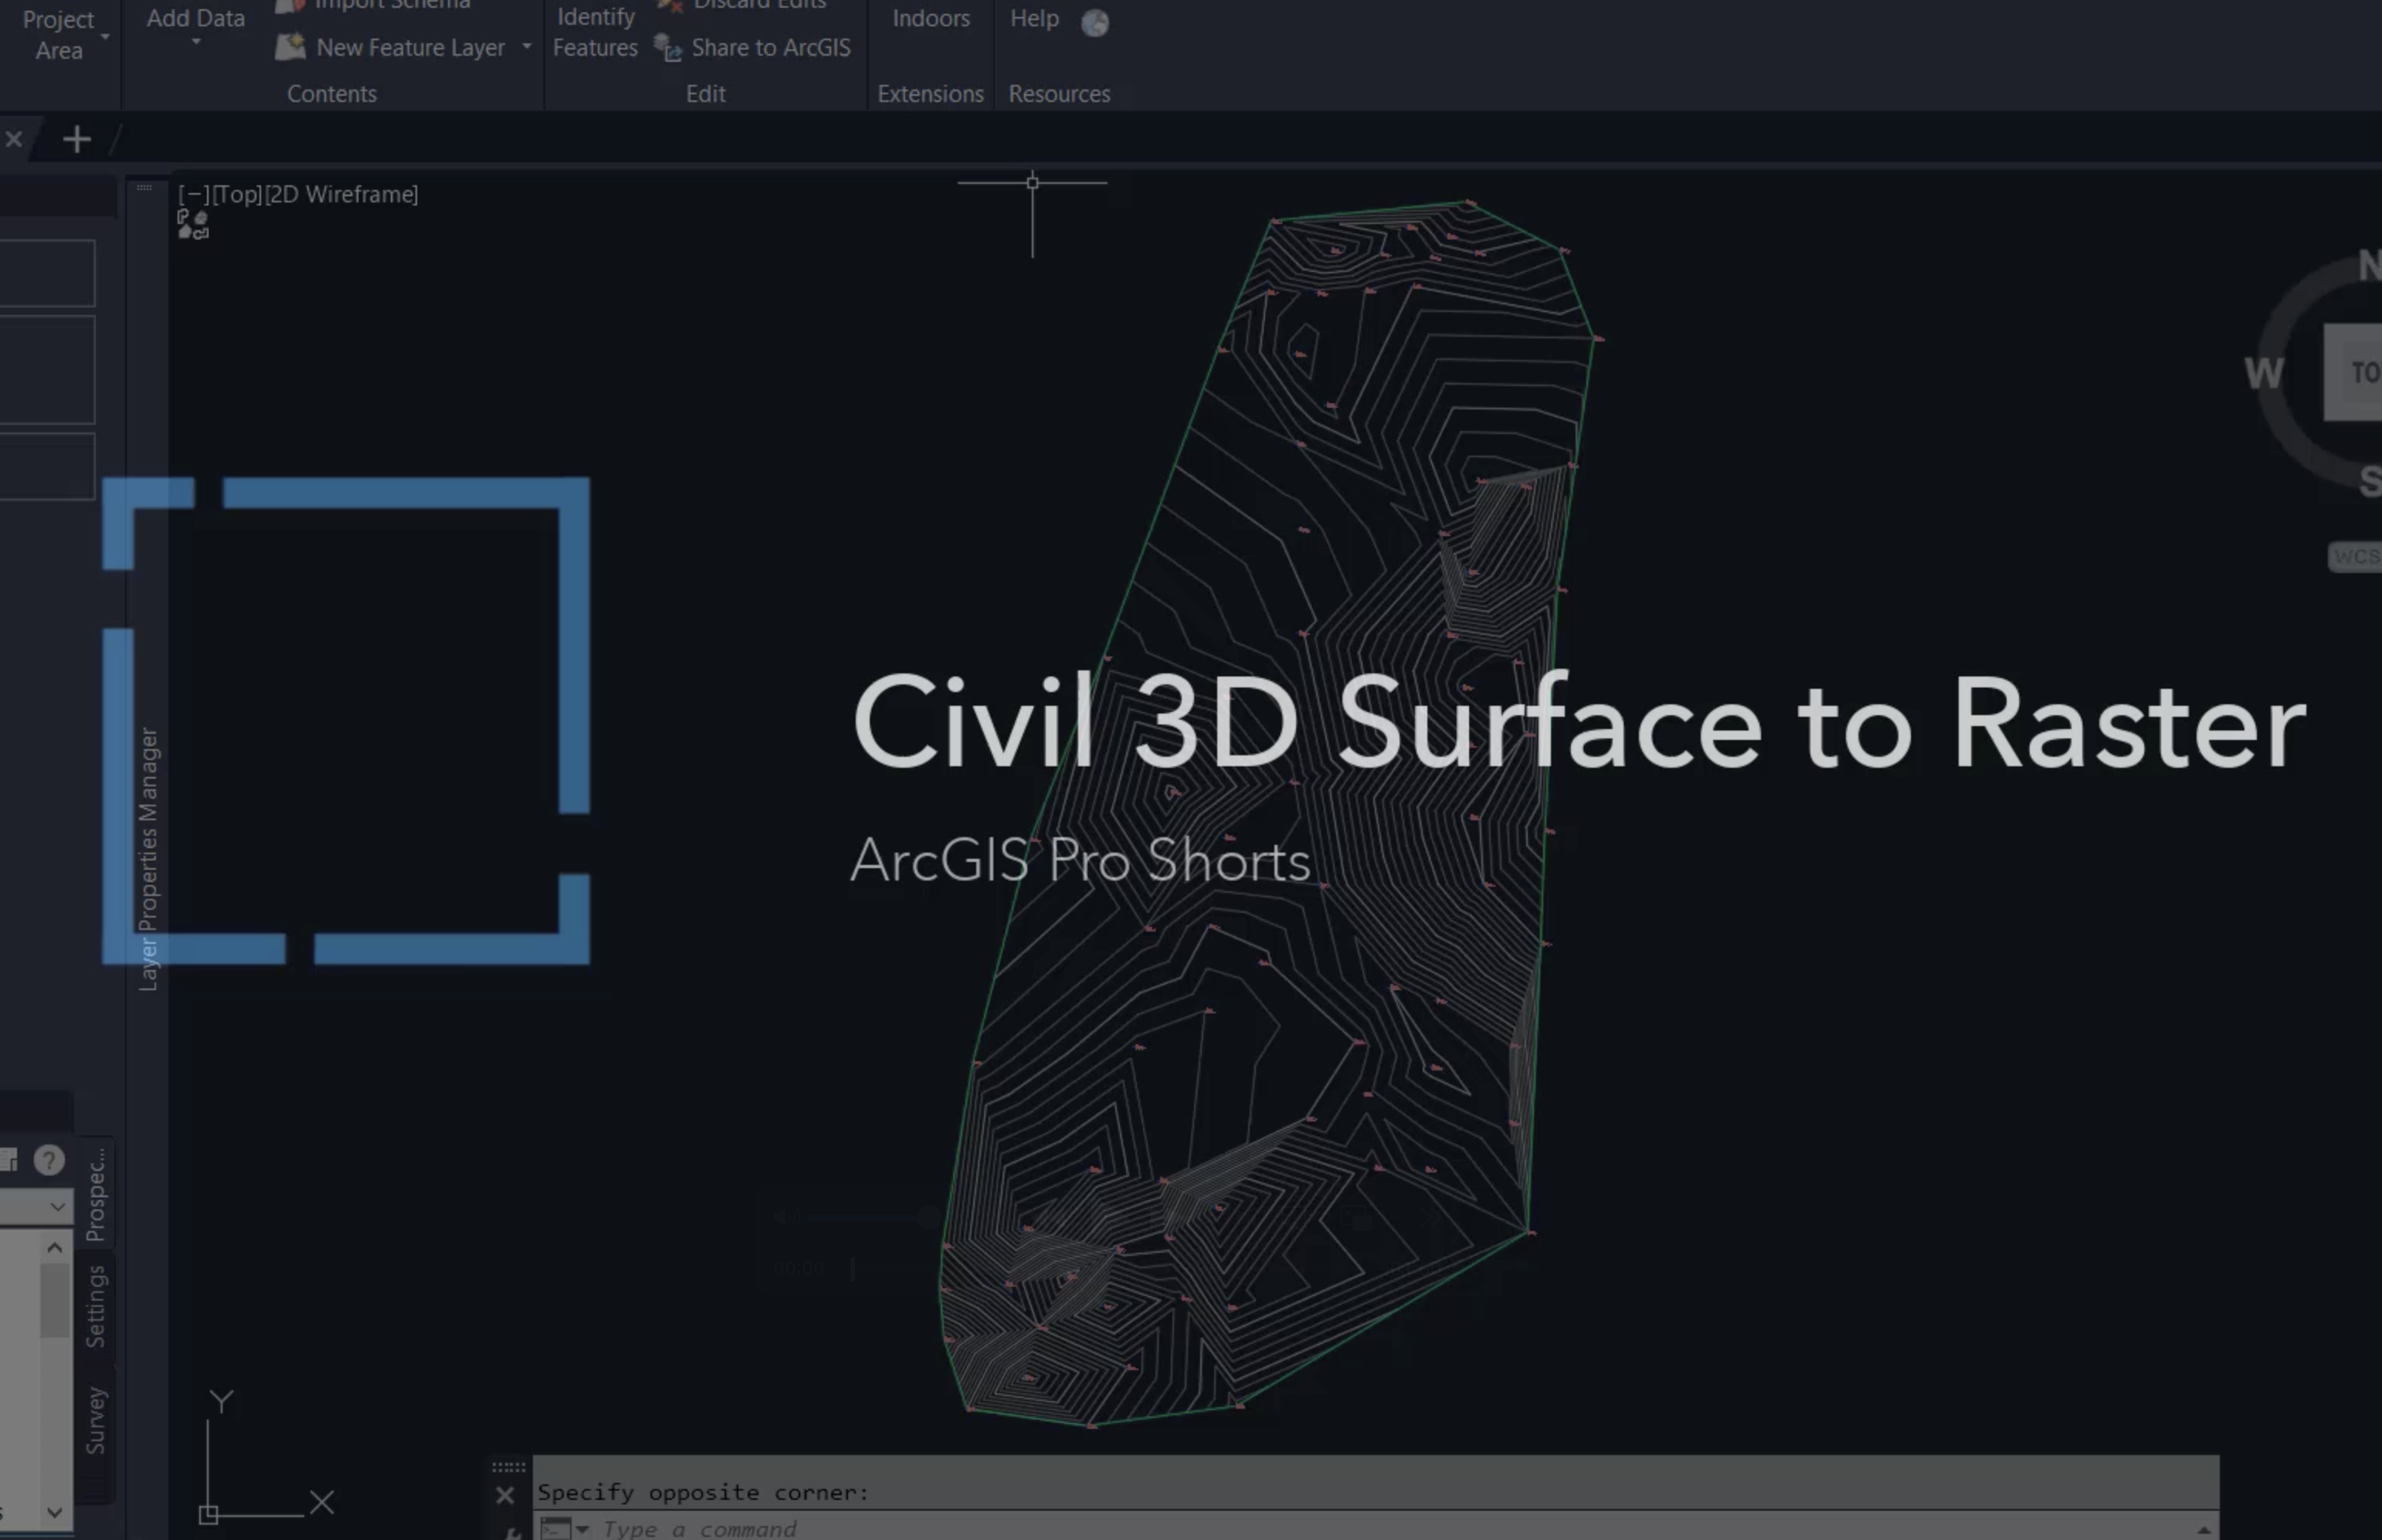 Project
Area
Add Data
Import Schema
New Feature Layer
Contents
Identify
Features
Discard Edits
Share to ArcGIS
Edit
Indoors
Extensions
Help
Resources
[−][Top][2D Wireframe]
N
W
TO
S
WCS
Civil 3D Surface to Raster
ArcGIS Pro Shorts
Layer Properties Manager
Prospec...
Settings
Survey
Y
X
Specify opposite corner:
Type a command
00:00